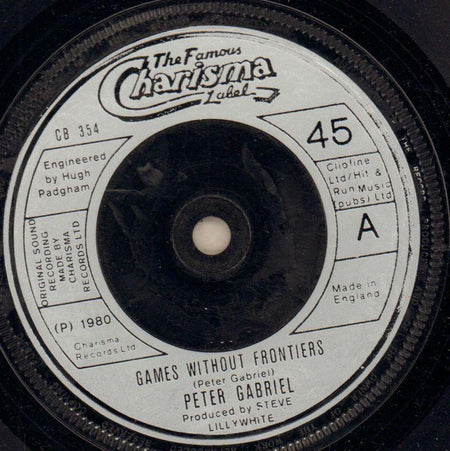 The Famous
Charisma
Label
CB 354
45
Engineered
by Hugh
Padgham
Cliofine
Ltd/Hit &
Run Music
(pubs) Ltd
ORIGINAL SOUND
RECORDING
MADE BY
CHARISMA
RECORDS LTD
A
Made in
England
(P) 1980
Charisma
Records Ltd
GAMES WITHOUT FRONTIERS
(Peter Gabriel)
PETER GABRIEL
Produced by STEVE
LILLYWHITE